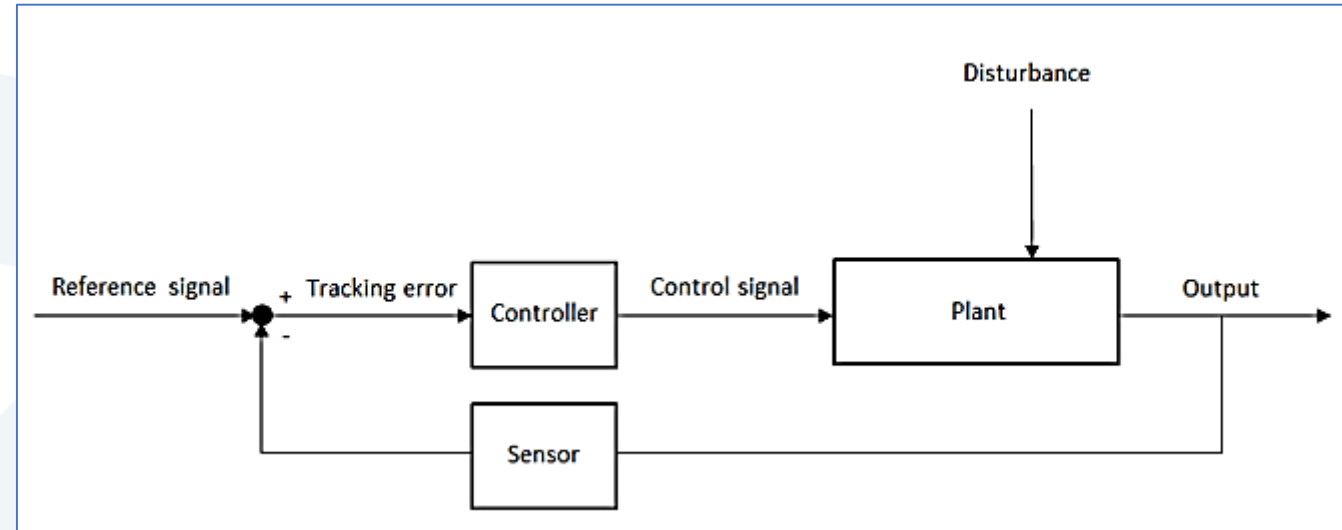 Disturbance
Reference signal
+
Tracking error
Controller
Control signal
Plant
Output
-
Sensor